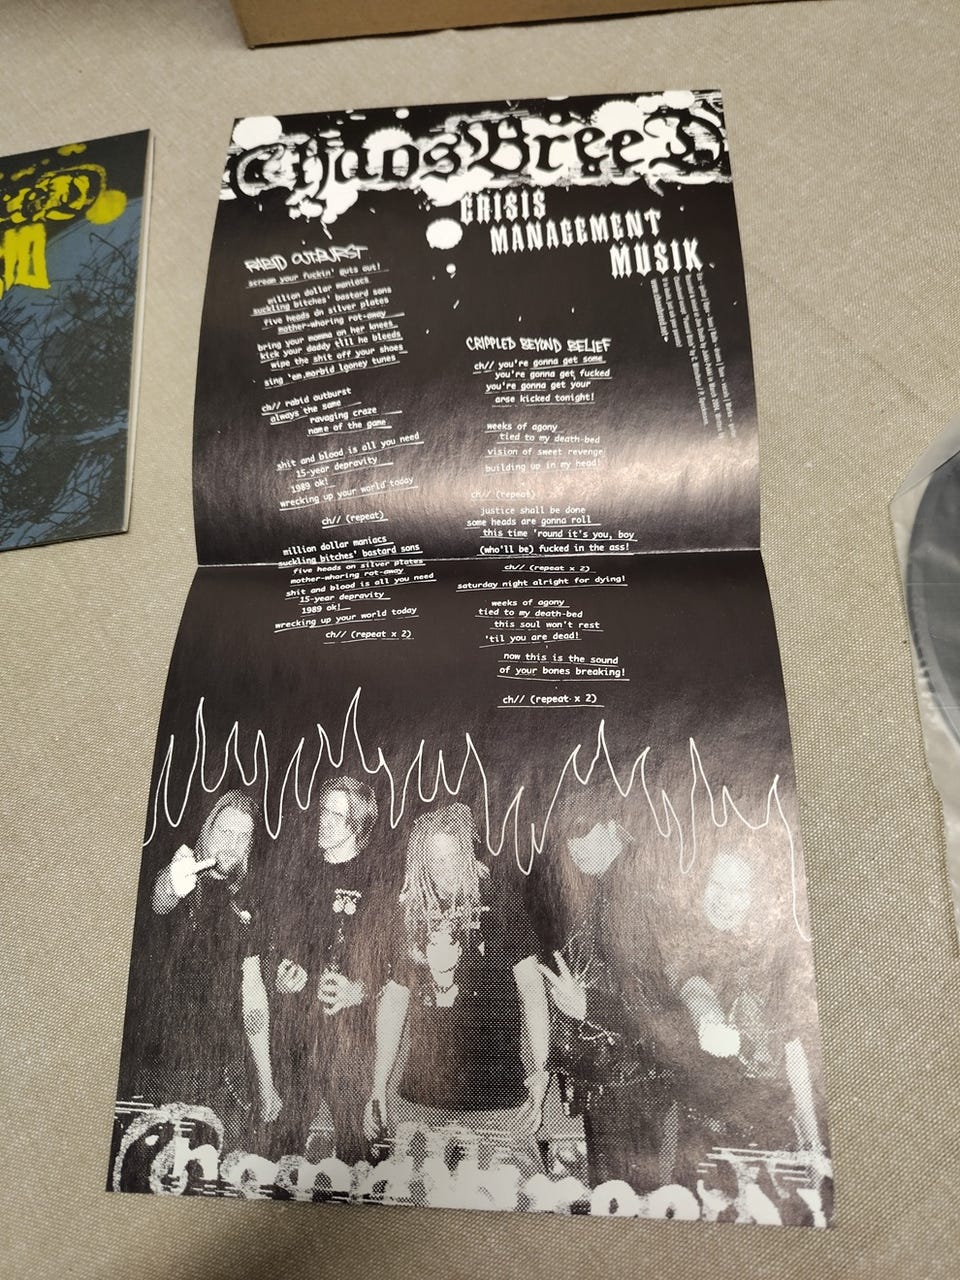 ChaosBreeD
CRISIS
MANAGEMENT
MUSIK
RABID OUTBURST
scream your fuckin' guts out!
million dollar maniacs
suckling bitches' bastard sons
five heads on silver plates
mother-whoring rot-away
bring your momma on her knees
kick your daddy till he bleeds
wipe the shit off your shoes
sing 'em,morbid looney tunes
ch// rabid outburst
always the same
ravaging craze
name of the game
shit and blood is all you need
15-year depravity
1989 ok!
wrecking up your world today
ch// (repeat)
million dollar maniacs
suckling bitches' bastard sons
five heads on silver plates
mother-whoring rot-away
shit and blood is all you need
15-year depravity
1989 ok!
wrecking up your world today
ch// (repeat x 2)
CRIPPLED BEYOND BELIEF
ch// you're gonna get some
you're gonna get fucked
you're gonna get your
arse kicked tonight!
weeks of agony
tied to my death-bed
vision of sweet revenge
building up in my head!
ch// (repeat)
justice shall be done
some heads are gonna roll
this time 'round it's you, boy
(who'll be) fucked in the ass!
ch// (repeat x 2)
saturday night alright for dying!
weeks of agony
tied to my death-bed
this soul won't rest
'til you are dead!
now this is the sound
of your bones breaking!
ch// (repeat x 2)